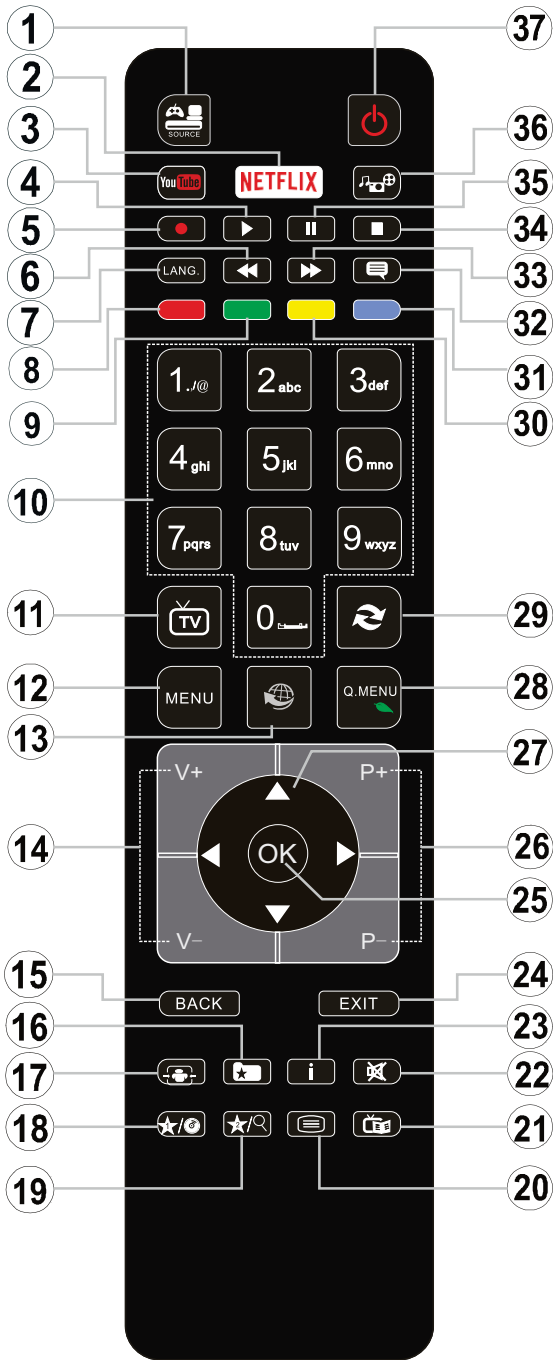 1
37
2
SOURCE
36
3
YouTube
NETFLIX
4
35
5
34
6
33
7
LANG.
32
8
31
9
30
1./@
2abc
3def
4ghi
5jkl
6mno
10
7pqrs
8tuv
9wxyz
11
TV
0
29
12
MENU
Q.MENU
28
13
27
V+
P+
14
OK
26
25
V−
P−
15
BACK
EXIT
24
16
i
23
17
22
18
/
/
21
19
20